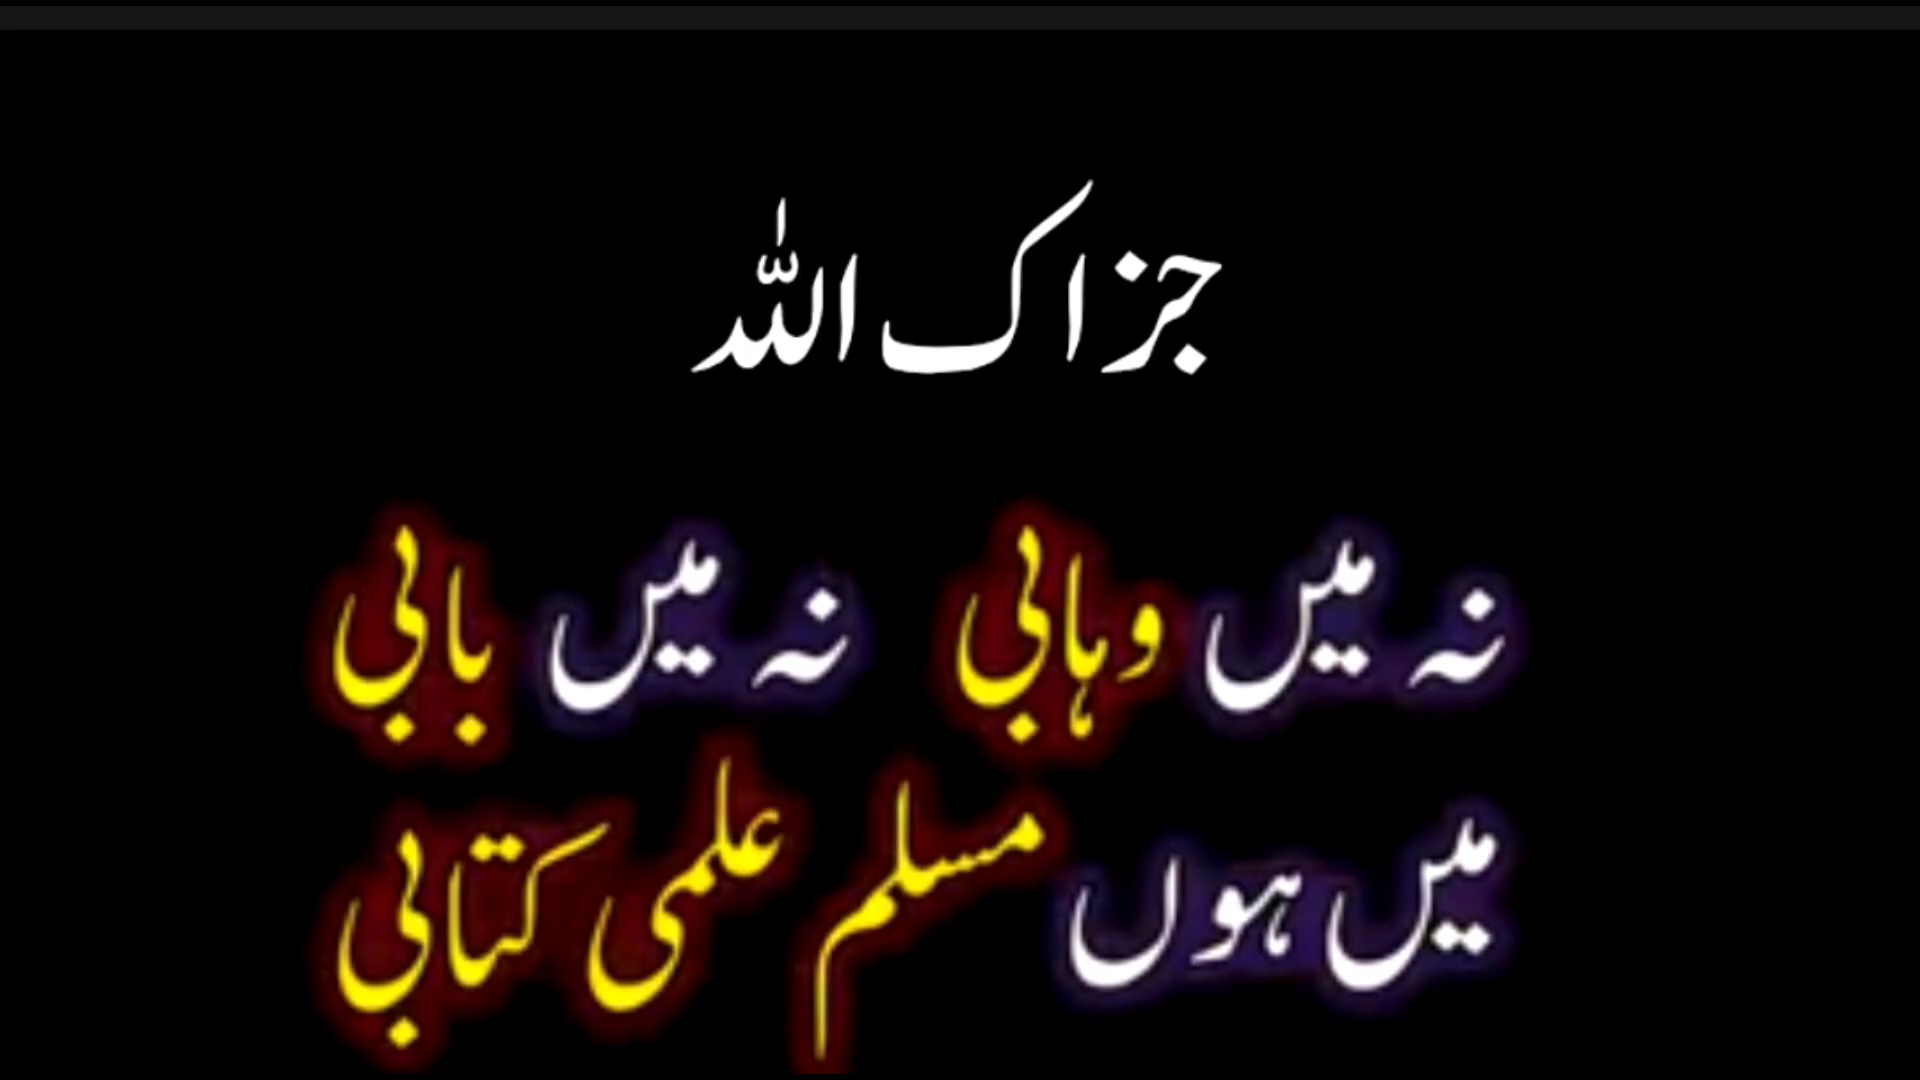 جزاک اللہ
نہ میں وہابی نہ میں بابی
میں ہوں مسلم علمی کتابی